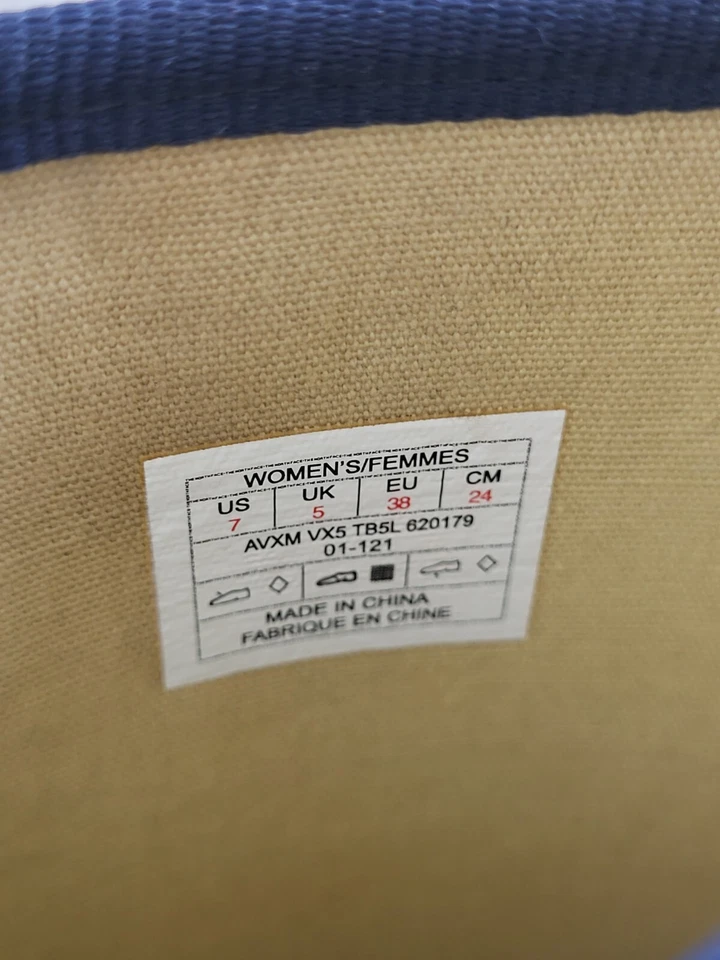 WOMEN'S/FEMMES
US UK EU CM
7 5 38 24
AVXM VX5 TB5L 620179
01-121
MADE IN CHINA
FABRIQUE EN CHINE